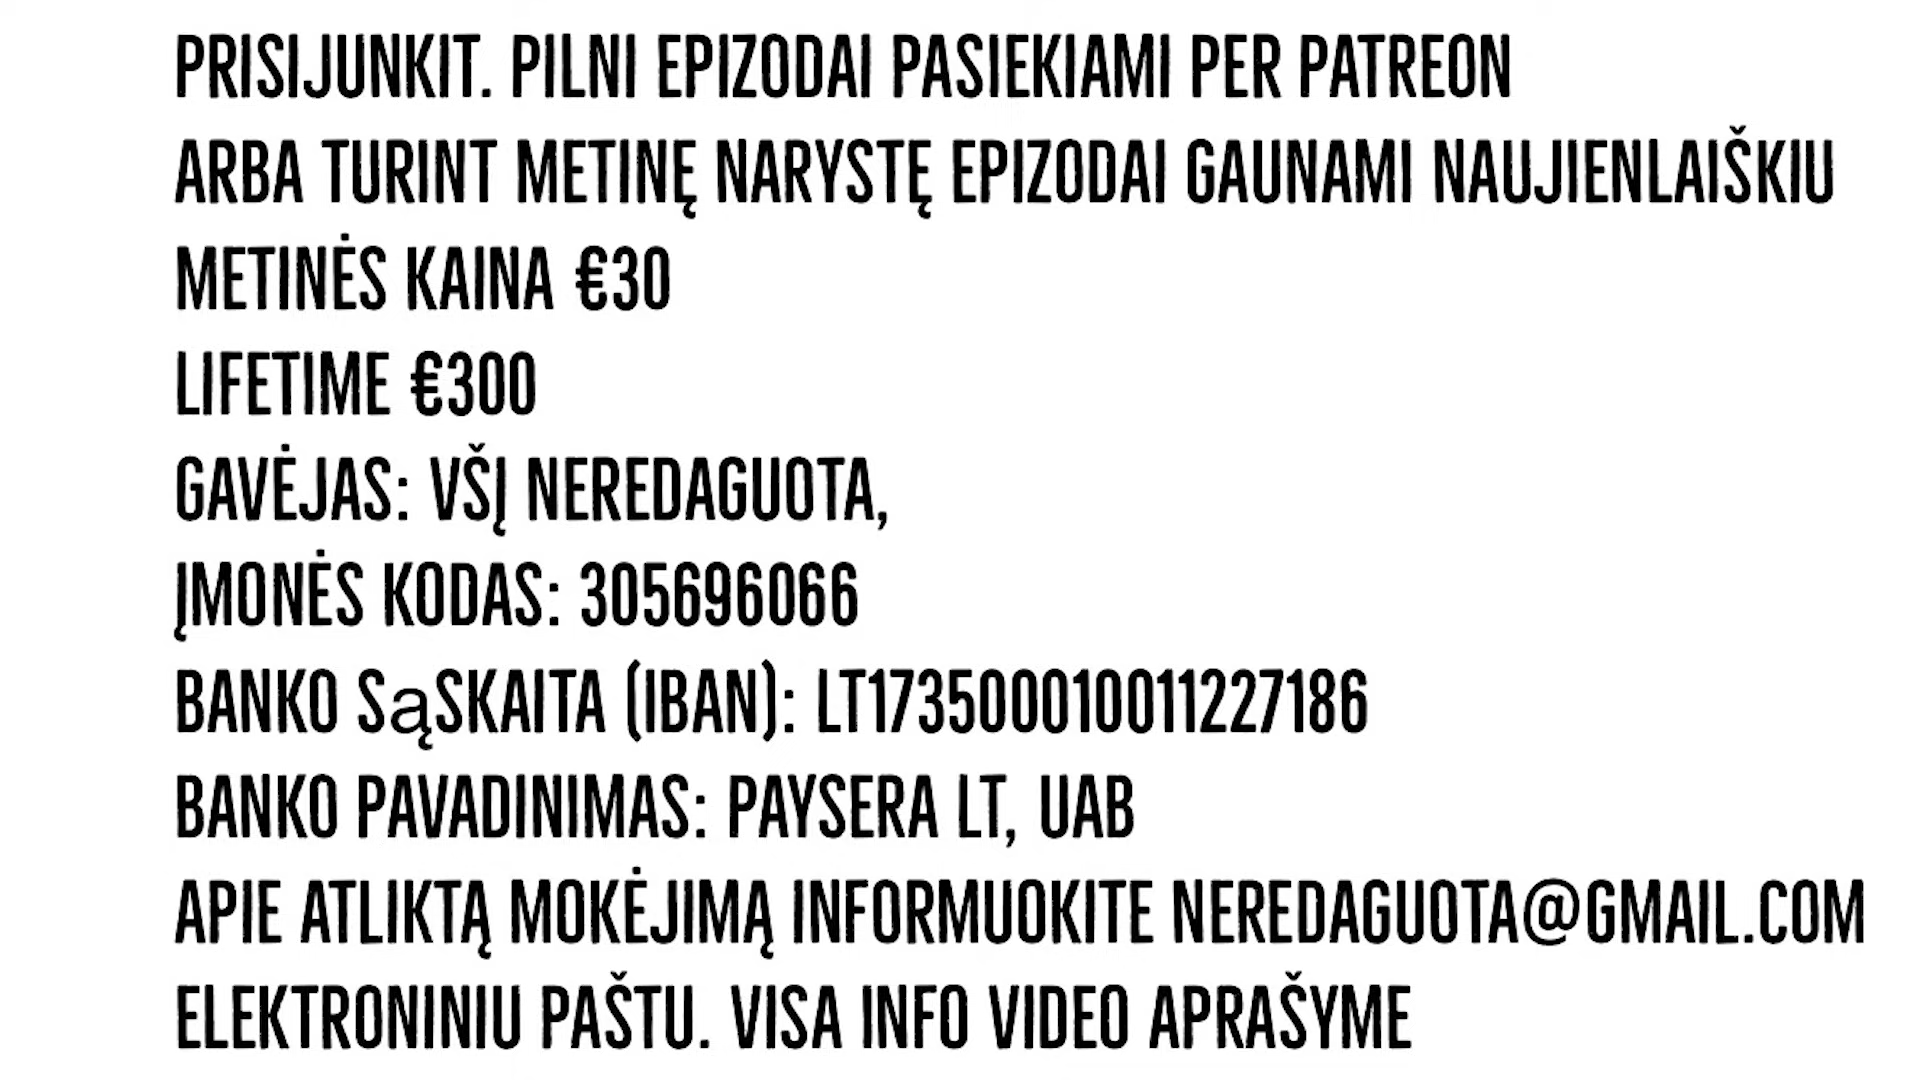 PRISIJUNKIT. PILNI EPIZODAI PASIEKIAMI PER PATREON
ARBA TURINT METINĘ NARYSTĘ EPIZODAI GAUNAMI NAUJIENLAIŠKIU
METINĖS KAINA €30
LIFETIME €300
GAVĖJAS: VŠĮ NEREDAGUOTA,
ĮMONĖS KODAS: 305696066
BANKO SąSKAITA (IBAN): LT173500010011227186
BANKO PAVADINIMAS: PAYSERA LT, UAB
APIE ATLIKTĄ MOKĖJIMĄ INFORMUOKITE NEREDAGUOTA@GMAIL.COM
ELEKTRONINIU PAŠTU. VISA INFO VIDEO APRAŠYME